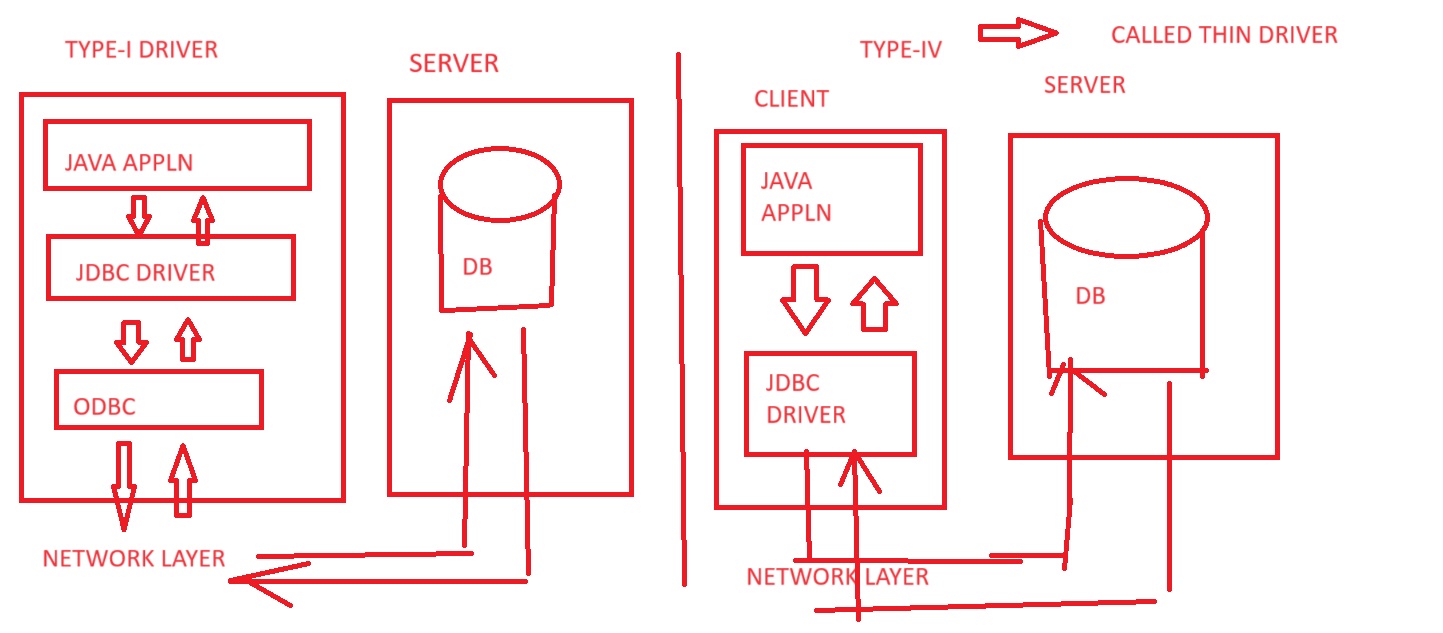 TYPE-I DRIVER
SERVER
JAVA APPLN
JDBC DRIVER
ODBC
NETWORK LAYER
DB
TYPE-IV
CALLED THIN DRIVER
CLIENT
SERVER
JAVA
APPLN
JDBC
DRIVER
NETWORK LAYER
DB